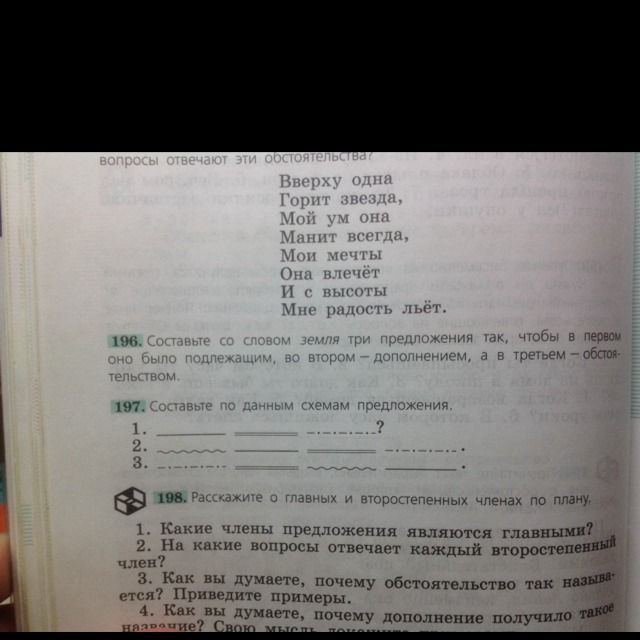 вопросы отвечают эти обстоятельства?
Вверху одна
Горит звезда,
Мой ум она
Манит всегда,
Мои мечты
Она влечёт
И с высоты
Мне радость льёт.
196. Составьте со словом земля три предложения так, чтобы в первом
оно было подлежащим, во втором — дополнением, а в третьем — обстоя-
тельством.
197. Составьте по данным схемам предложения.
1. ?
2. .
3. .
198. Расскажите о главных и второстепенных членах по плану.
1. Какие члены предложения являются главными?
2. На какие вопросы отвечает каждый второстепенный
член?
3. Как вы думаете, почему обстоятельство так называ-
ется? Приведите примеры.
4. Как вы думаете, почему дополнение получило такое
название? Свою мысль